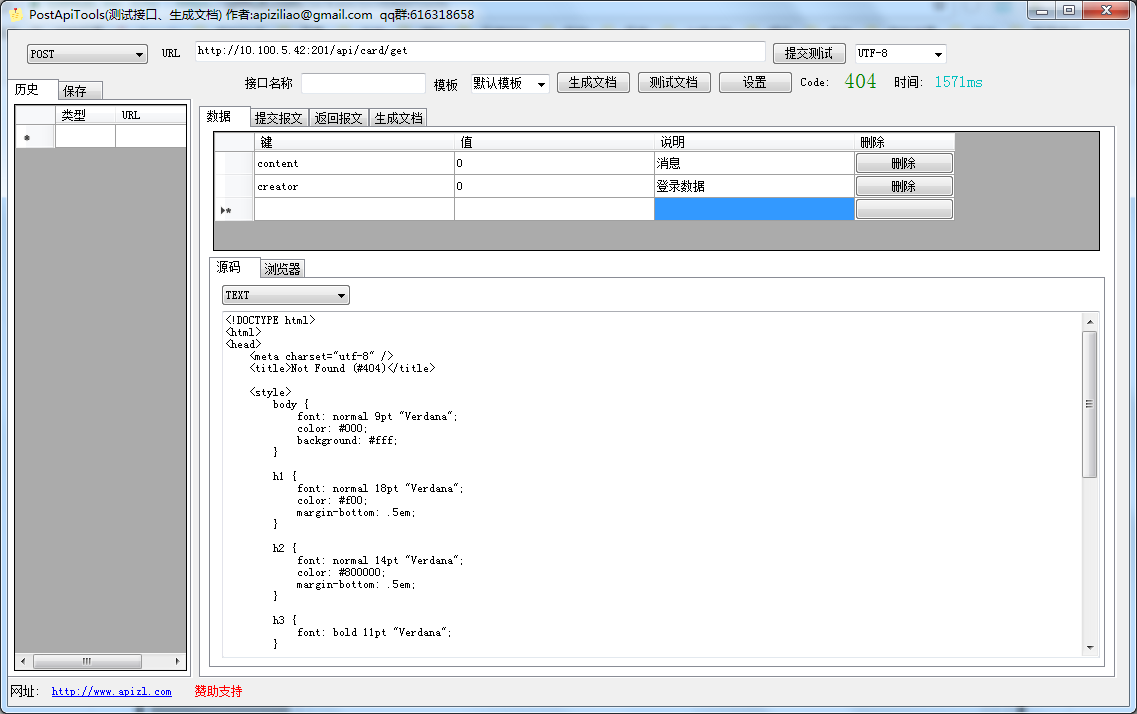 PostApiTools(测试接口、生成文档) 作者:apiziliao@gmail.com  qq群:616318658
POST URL http://10.100.5.42:201/api/card/get 提交测试 UTF-8
接口名称 模板 默认模板 生成文档 测试文档 设置 Code: 404 时间: 1571ms
历史 保存
类型 URL
数据 提交报文 返回报文 生成文档
键 值 说明 删除
content 0 消息 删除
creator 0 登录数据 删除
源码 浏览器
TEXT
<!DOCTYPE html>
<html>
<head>
    <meta charset="utf-8" />
    <title>Not Found (#404)</title>
    <style>
        body {
            font: normal 9pt "Verdana";
            color: #000;
            background: #fff;
        }
        h1 {
            font: normal 18pt "Verdana";
            color: #f00;
            margin-bottom: .5em;
        }
        h2 {
            font: normal 14pt "Verdana";
            color: #800000;
            margin-bottom: .5em;
        }
        h3 {
            font: bold 11pt "Verdana";
        }
网址: http://www.apizl.com 赞助支持